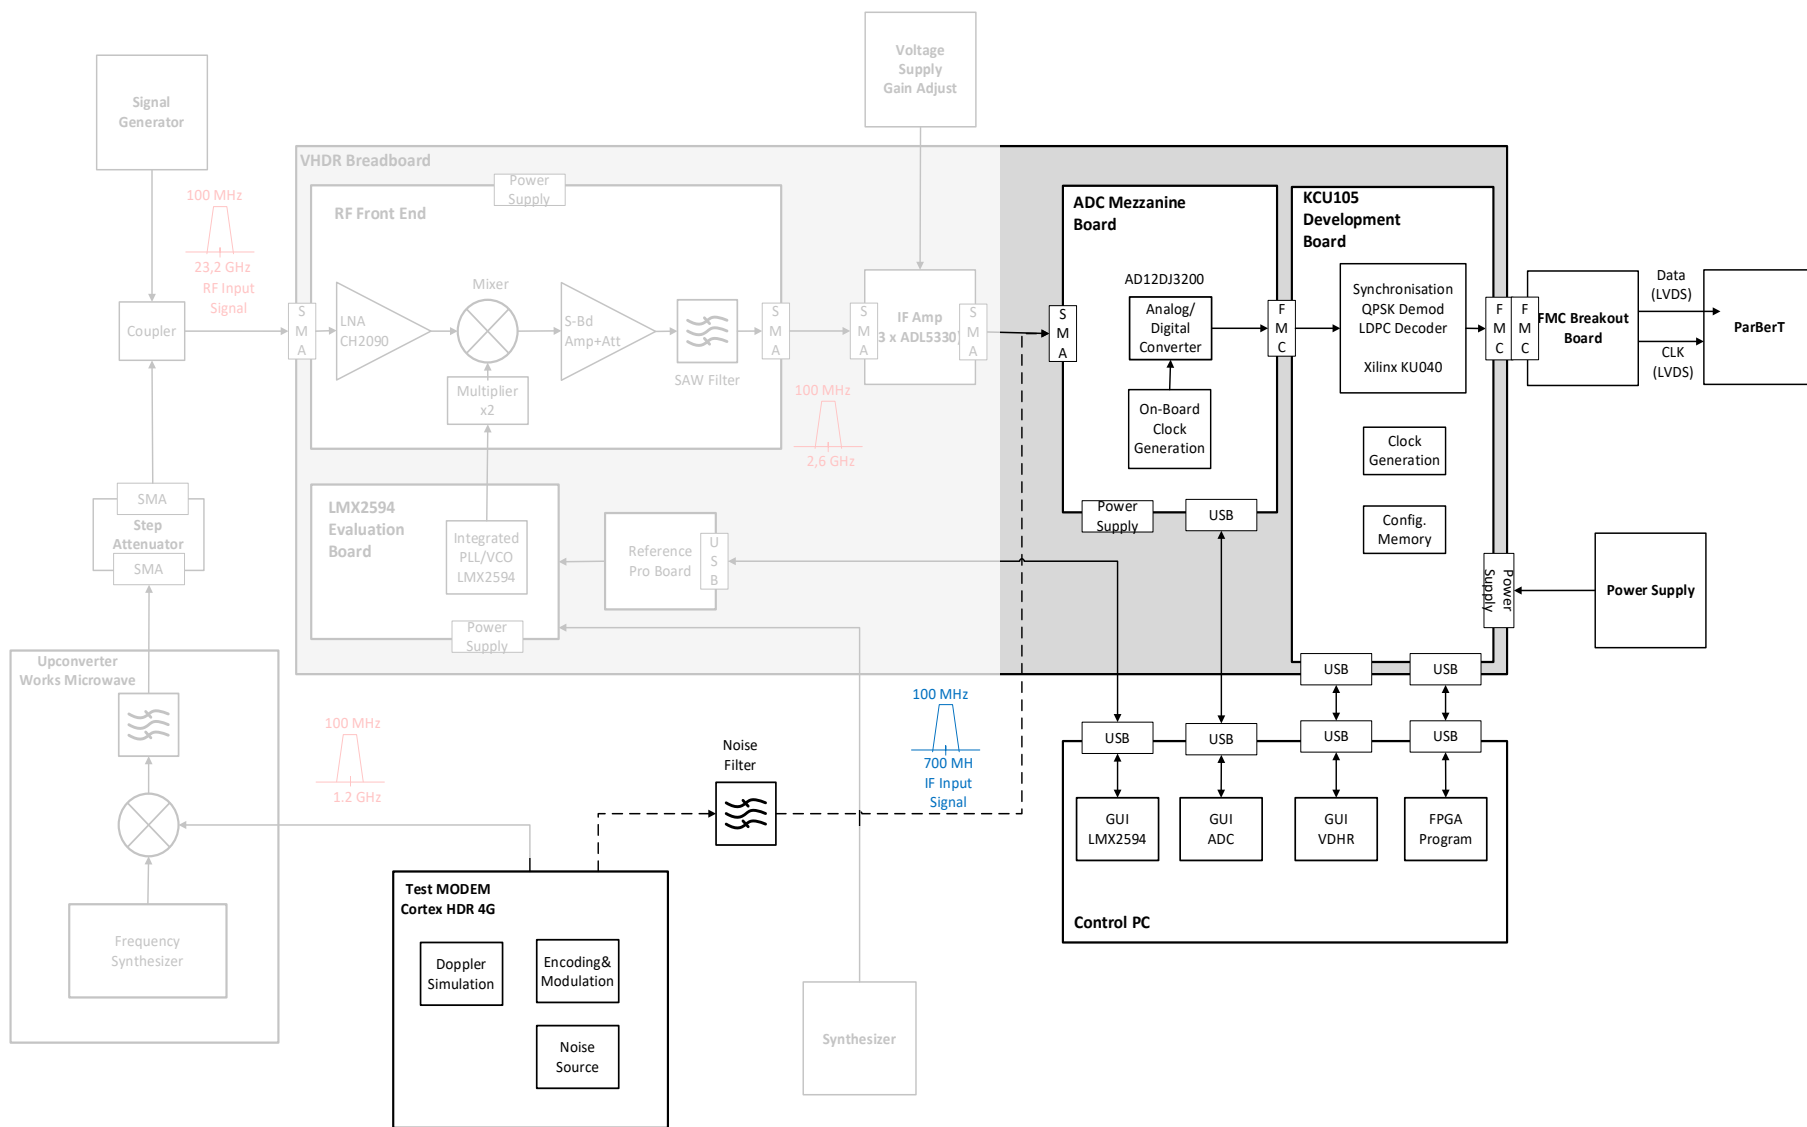 Voltage
Supply
Gain Adjust
Signal
Generator
VHDR Breadboard
Power
Supply
100 MHz
23,2 GHz
RF Input
Signal
RF Front End
Coupler
S
M
A
LNA
CH2090
Mixer
Multiplier
x2
S-Bd
Amp+Att
SAW Filter
S
M
A
100 MHz
2,6 GHz
S
M
A
IF Amp
(3 x ADL5330)
S
M
A
S
M
A
ADC Mezzanine
Board
AD12DJ3200
Analog/
Digital
Converter
On-Board
Clock
Generation
Power
Supply
USB
F
M
C
KCU105
Development
Board
Synchronisation
QPSK Demod
LDPC Decoder
Xilinx KU040
Clock
Generation
Config.
Memory
F
M
C
F
M
C
FMC Breakout
Board
Data
(LVDS)
CLK
(LVDS)
ParBerT
Power
Supply
Power Supply
SMA
Step
Attenuator
SMA
LMX2594
Evaluation
Board
Integrated
PLL/VCO
LMX2594
Power
Supply
Reference
Pro Board
U
S
B
Upconverter
Works Microwave
Frequency
Synthesizer
100 MHz
1.2 GHz
Noise
Filter
100 MHz
700 MH
IF Input
Signal
USB
USB
USB
USB
USB
USB
GUI
LMX2594
GUI
ADC
GUI
VDHR
FPGA
Program
Control PC
Test MODEM
Cortex HDR 4G
Doppler
Simulation
Encoding&
Modulation
Noise
Source
Synthesizer